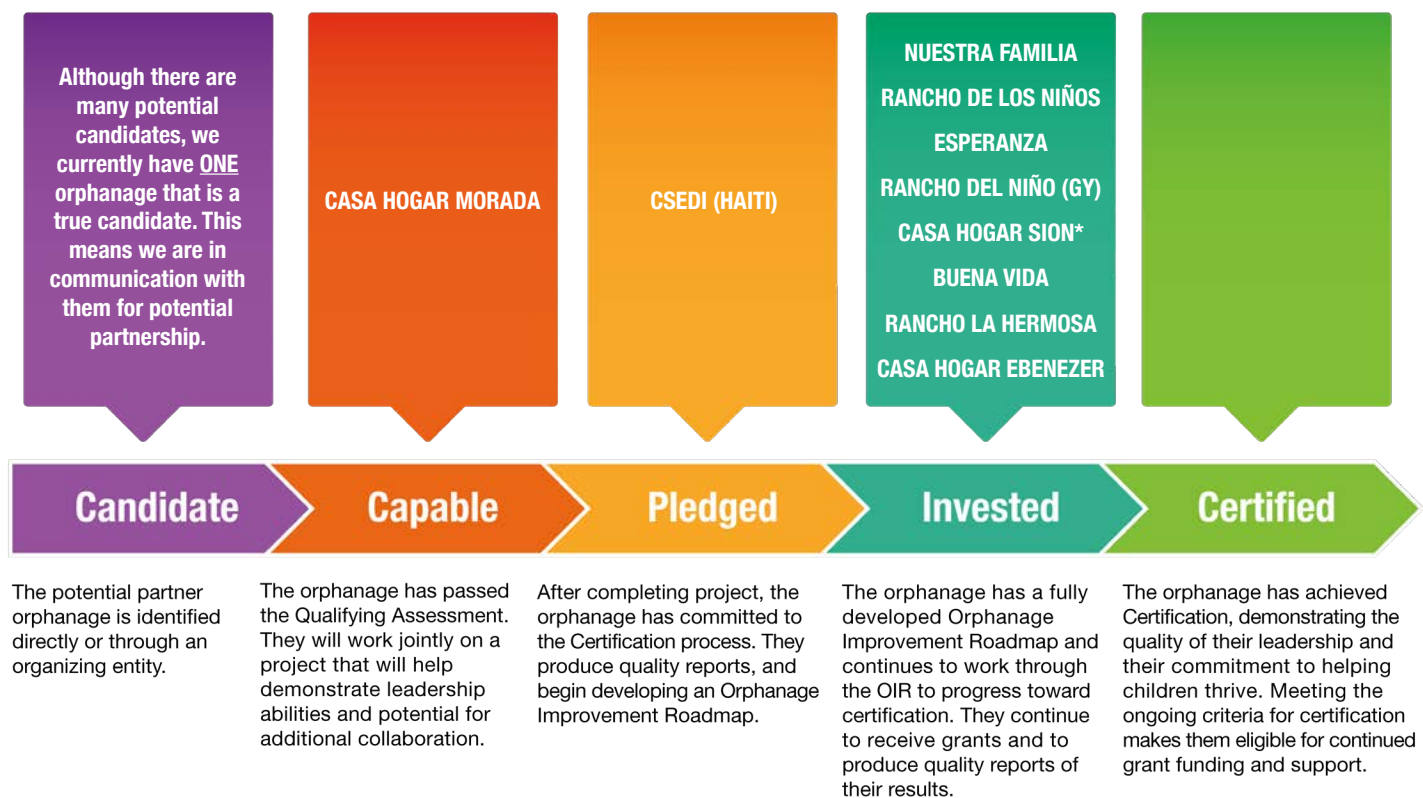 Although there are
many potential
candidates, we
currently have ONE
orphanage that is a
true candidate. This
means we are in
communication with
them for potential
partnership.
CASA HOGAR MORADA
CSEDI (HAITI)
NUESTRA FAMILIA
RANCHO DE LOS NIÑOS
ESPERANZA
RANCHO DEL NIÑO (GY)
CASA HOGAR SION*
BUENA VIDA
RANCHO LA HERMOSA
CASA HOGAR EBENEZER
Candidate
Capable
Pledged
Invested
Certified
The potential partner
orphanage is identified
directly or through an
organizing entity.
The orphanage has passed
the Qualifying Assessment.
They will work jointly on a
project that will help
demonstrate leadership
abilities and potential for
additional collaboration.
After completing project, the
orphanage has committed to
the Certification process. They
produce quality reports, and
begin developing an Orphanage
Improvement Roadmap.
The orphanage has a fully
developed Orphanage
Improvement Roadmap and
continues to work through
the OIR to progress toward
certification. They continue
to receive grants and to
produce quality reports of
their results.
The orphanage has achieved
Certification, demonstrating the
quality of their leadership and
their commitment to helping
children thrive. Meeting the
ongoing criteria for certification
makes them eligible for continued
grant funding and support.